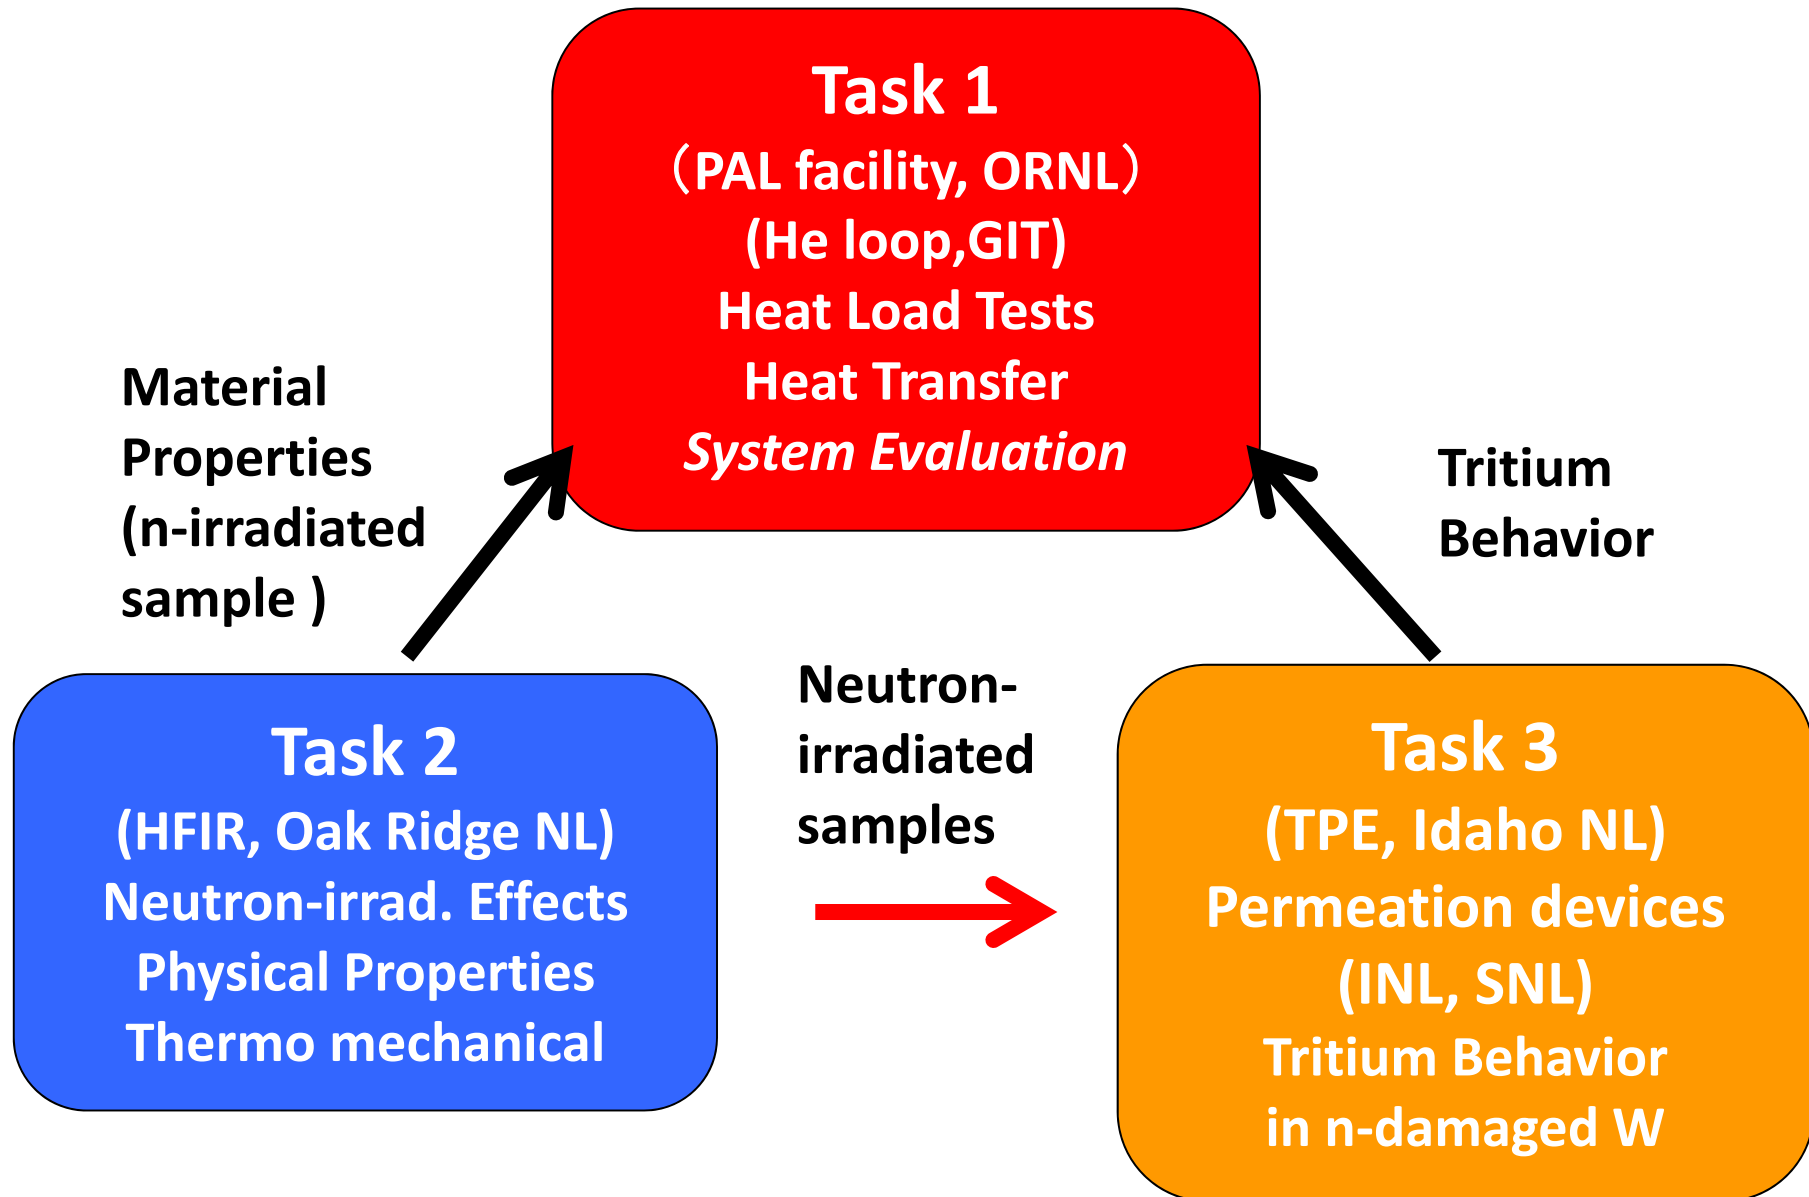 Task 1
（PAL facility, ORNL）
(He loop,GIT)
Heat Load Tests
Heat Transfer
System Evaluation
Material
Properties
(n-irradiated
sample )
Tritium
Behavior
Neutron-
irradiated
samples
Task 2
(HFIR, Oak Ridge NL)
Neutron-irrad. Effects
Physical Properties
Thermo mechanical
Task 3
(TPE, Idaho NL)
Permeation devices
(INL, SNL)
Tritium Behavior
in n-damaged W